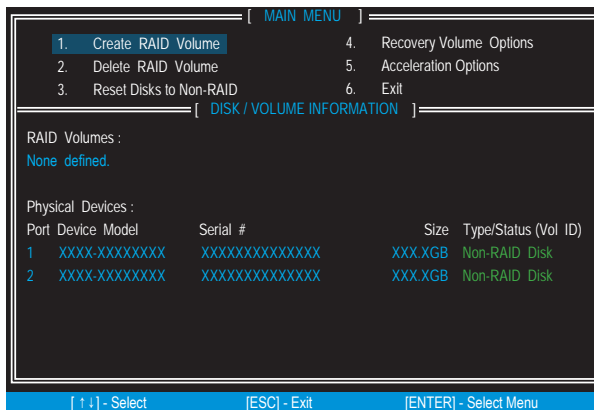 [ MAIN MENU ]
1. Create RAID Volume 4. Recovery Volume Options
2. Delete RAID Volume 5. Acceleration Options
3. Reset Disks to Non-RAID 6. Exit
[ DISK / VOLUME INFORMATION ]
RAID Volumes :
None defined.
Physical Devices :
Port Device Model Serial # Size Type/Status (Vol ID)
1 XXXX-XXXXXXXX XXXXXXXXXXXXXX XXX.XGB Non-RAID Disk
2 XXXX-XXXXXXXX XXXXXXXXXXXXXX XXX.XGB Non-RAID Disk
[ ↑↓] - Select [ESC] - Exit [ENTER] - Select Menu